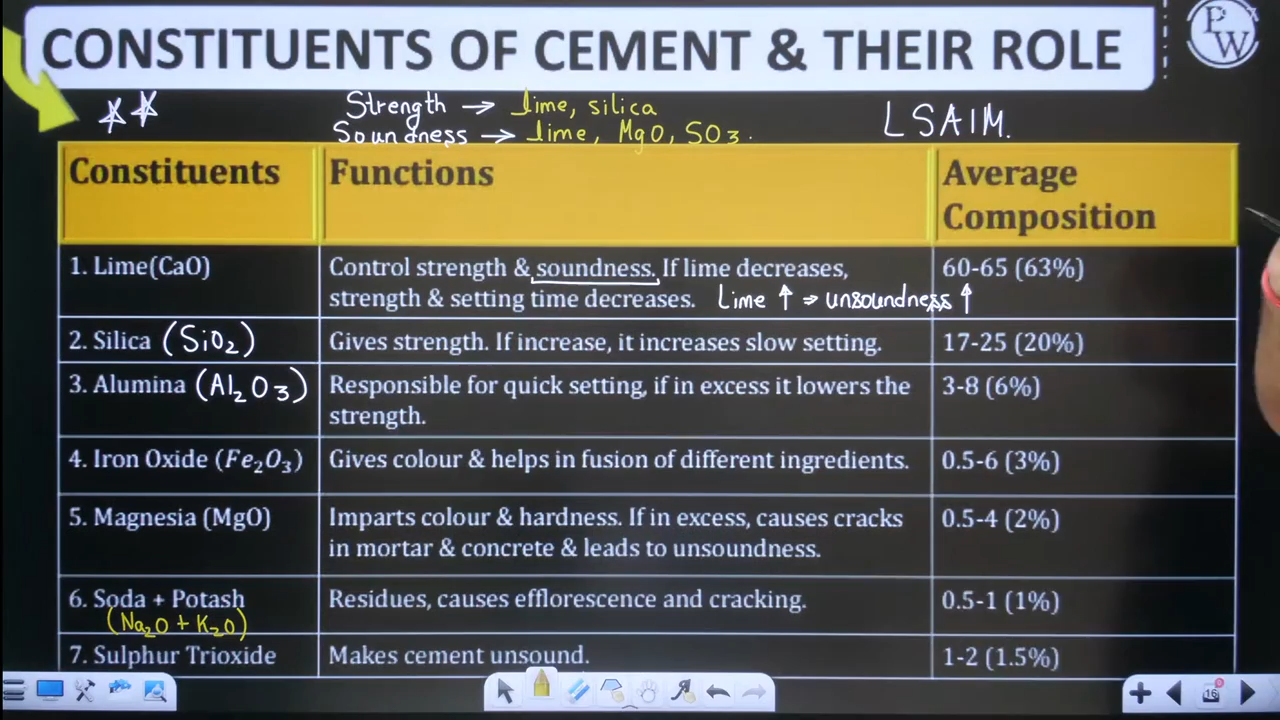 CONSTITUENTS OF CEMENT & THEIR ROLE
PW
Strength → lime, silica
Soundness → lime, MgO, SO₃.
LSAIM.
Constituents
Functions
Average
Composition
1. Lime(CaO)
Control strength & soundness. If lime decreases,
strength & setting time decreases. Lime ↑ ⇒ unsoundness ↑
60-65 (63%)
2. Silica (SiO₂)
Gives strength. If increase, it increases slow setting.
17-25 (20%)
3. Alumina (Al₂O₃)
Responsible for quick setting, if in excess it lowers the
strength.
3-8 (6%)
4. Iron Oxide (Fe₂O₃)
Gives colour & helps in fusion of different ingredients.
0.5-6 (3%)
5. Magnesia (MgO)
Imparts colour & hardness. If in excess, causes cracks
in mortar & concrete & leads to unsoundness.
0.5-4 (2%)
6. Soda + Potash
(Na₂O + K₂O)
Residues, causes efflorescence and cracking.
0.5-1 (1%)
7. Sulphur Trioxide
Makes cement unsound.
1-2 (1.5%)
16